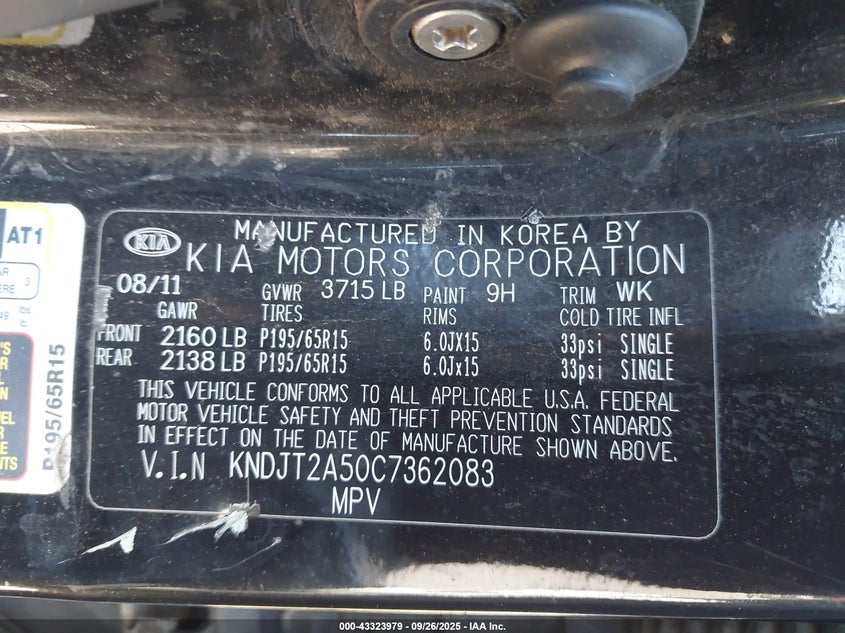 KIA
MANUFACTURED IN KOREA BY
KIA MOTORS CORPORATION
08/11 GVWR 3715 LB PAINT 9H TRIM WK
GAWR TIRES RIMS COLD TIRE INFL
FRONT 2160 LB P195/65R15 6.0JX15 33psi SINGLE
REAR 2138 LB P195/65R15 6.0Jx15 33psi SINGLE
THIS VEHICLE CONFORMS TO ALL APPLICABLE U.S.A. FEDERAL
MOTOR VEHICLE SAFETY AND THEFT PREVENTION STANDARDS
IN EFFECT ON THE DATE OF MANUFACTURE SHOWN ABOVE.
V.I.N KNDJT2A50C7362083
MPV
AT1
3
lbs.
P195/65R15
000-43323979 - 09/26/2025 - IAA Inc.